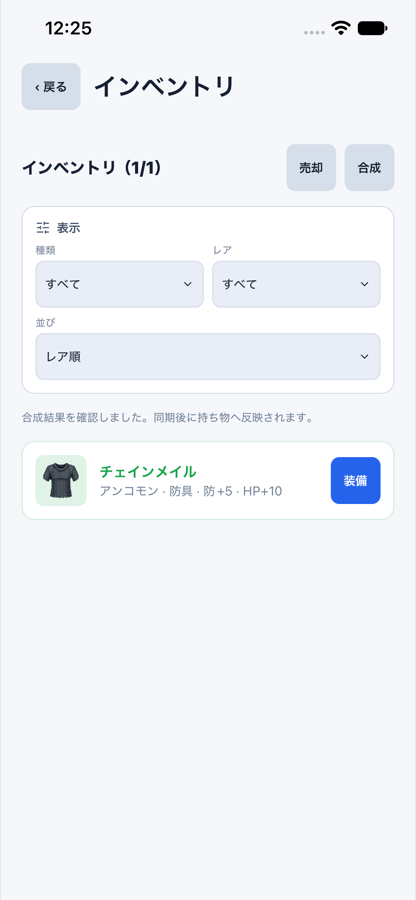 12:25
‹ 戻る
インベントリ
インベントリ（1/1）
売却
合成
表示
種類
レア
すべて
すべて
並び
レア順
合成結果を確認しました。同期後に持ち物へ反映されます。
チェインメイル
アンコモン · 防具 · 防+5 · HP+10
装備